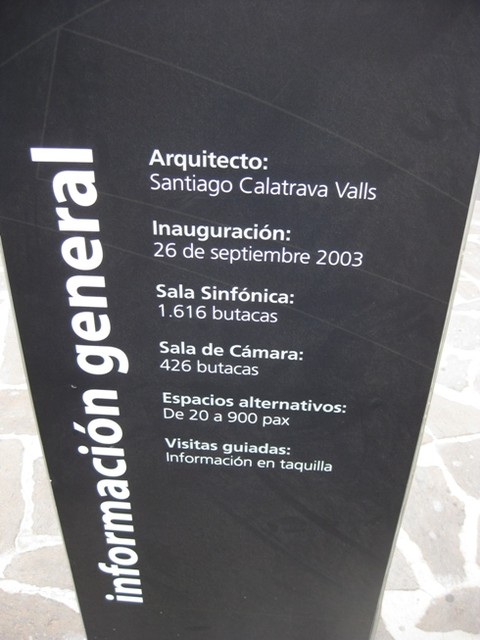 información general
Arquitecto:
Santiago Calatrava Valls
Inauguración:
26 de septiembre 2003
Sala Sinfónica:
1.616 butacas
Sala de Cámara:
426 butacas
Espacios alternativos:
De 20 a 900 pax
Visitas guiadas:
Información en taquilla